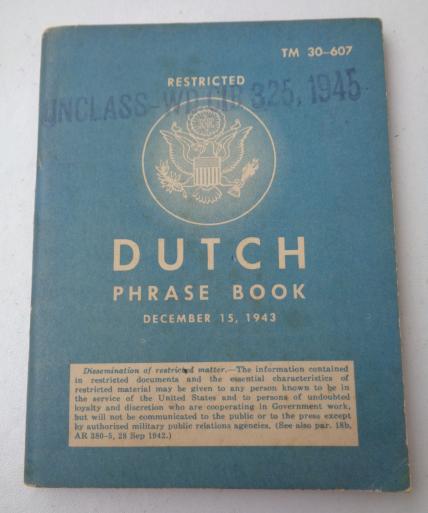 TM 30-607
RESTRICTED
UNCLASS-WD CIR 325, 1945
DUTCH
PHRASE BOOK
DECEMBER 15, 1943
Dissemination of restricted matter.—The information contained
in restricted documents and the essential characteristics of
restricted material may be given to any person known to be in
the service of the United States and to persons of undoubted
loyalty and discretion who are cooperating in Government work,
but will not be communicated to the public or to the press except
by authorized military public relations agencies. (See also par. 18b,
AR 380-5, 28 Sep 1942.)